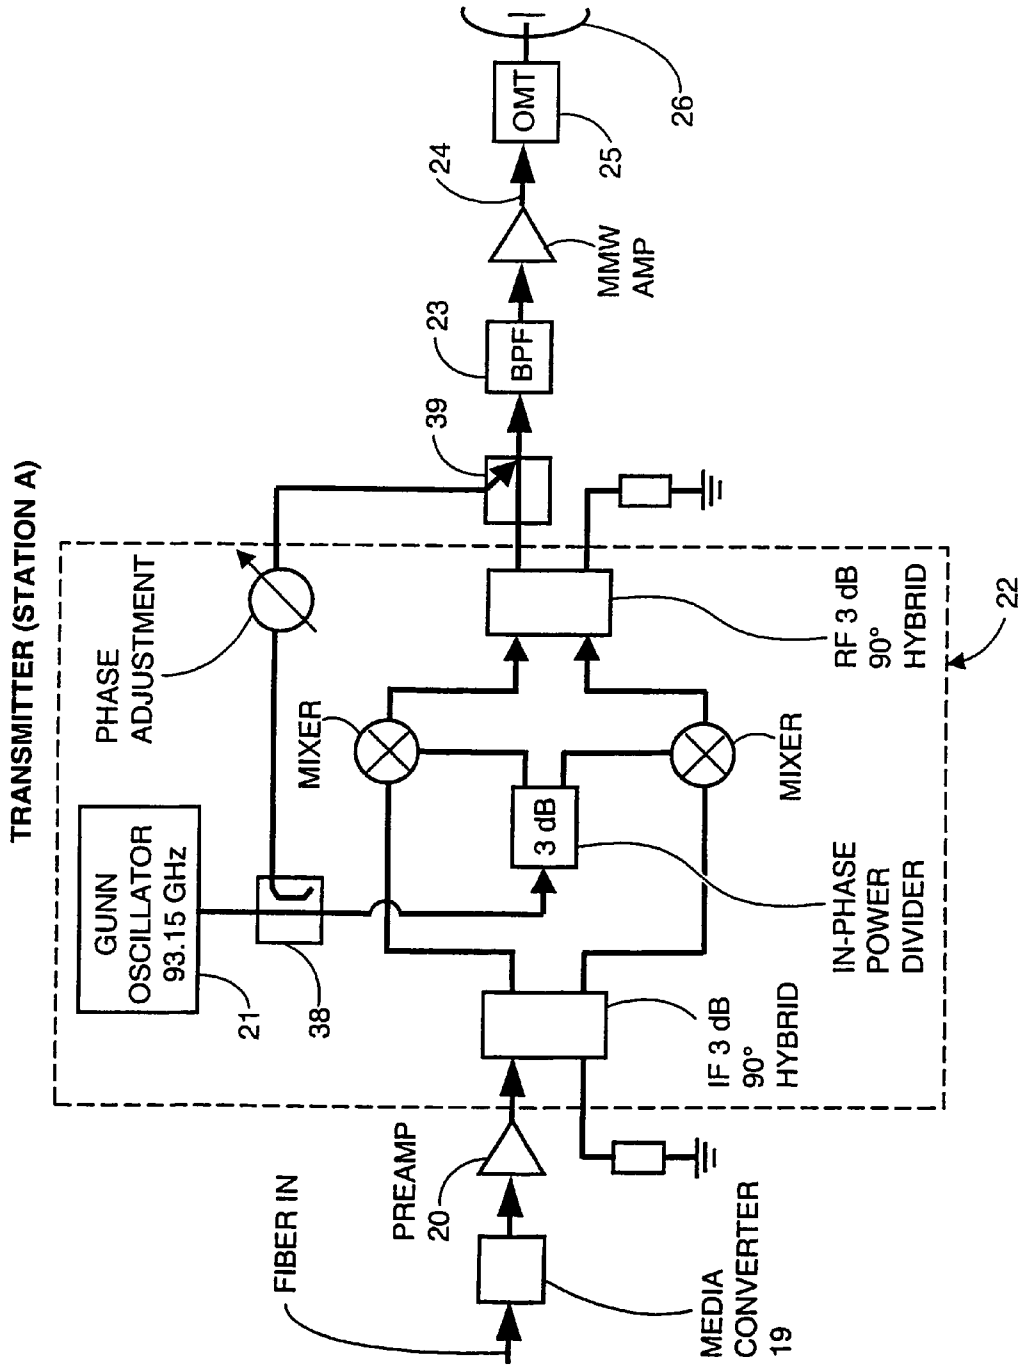 TRANSMITTER (STATION A)
GUNN
OSCILLATOR
93.15 GHz
21
38
PHASE
ADJUSTMENT
MIXER
39
23
BPF
24
MMW
AMP
OMT
25
26
FIBER IN
PREAMP
20
MEDIA
CONVERTER
19
3 dB
MIXER
IF 3 dB
90°
HYBRID
IN-PHASE
POWER
DIVIDER
RF 3 dB
90°
HYBRID
22